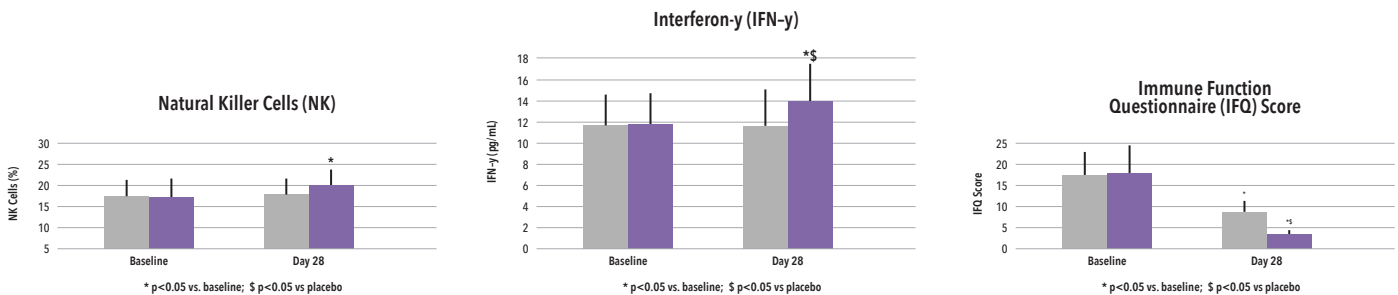 Natural Killer Cells (NK)
NK Cells (%)
30
25
20
15
10
5
*
Baseline
Day 28
* p<0.05 vs. baseline; $ p<0.05 vs placebo
Interferon-y (IFN–y)
IFN–y (pg/mL)
18
16
14
12
10
8
6
4
2
0
*$
Baseline
Day 28
* p<0.05 vs. baseline; $ p<0.05 vs placebo
Immune Function
Questionnaire (IFQ) Score
IFQ Score
25
20
15
10
5
0
*
*$
Baseline
Day 28
* p<0.05 vs. baseline; $ p<0.05 vs placebo